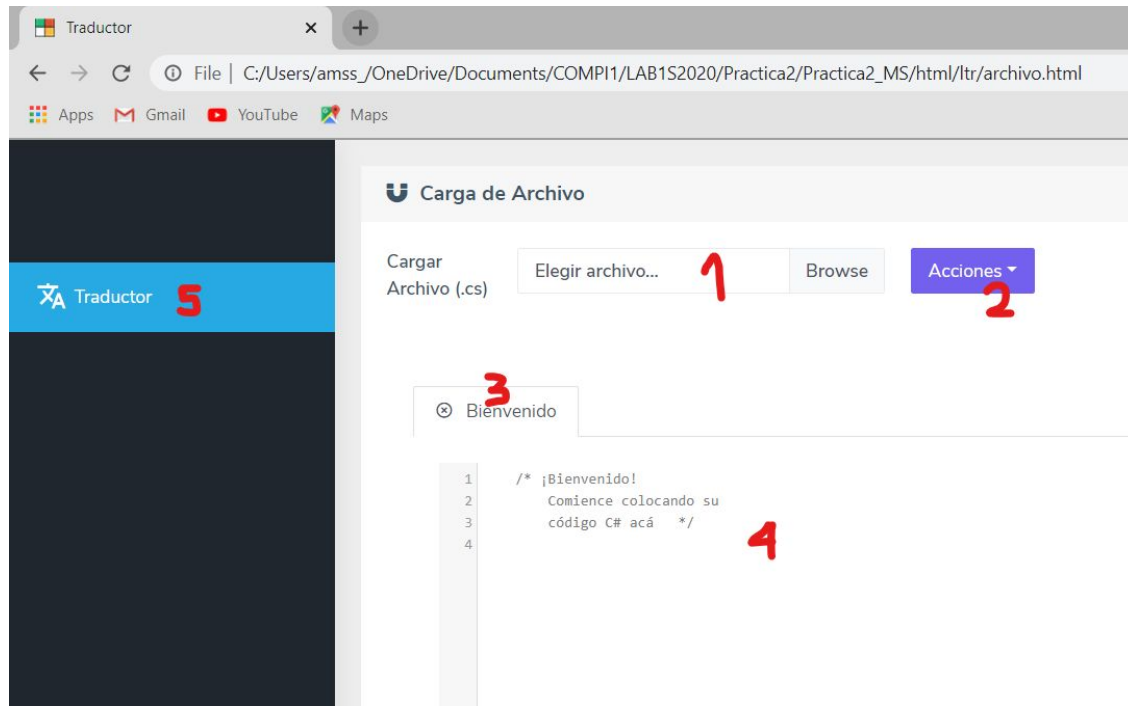 Traductor
File | C:/Users/amss_/OneDrive/Documents/COMPI1/LAB1S2020/Practica2/Practica2_MS/html/ltr/archivo.html
Apps Gmail YouTube Maps
Carga de Archivo
Cargar
Archivo (.cs)
Elegir archivo... 1 Browse Acciones 2
Traductor 5
3
Bienvenido
1 /* ¡Bienvenido!
2 Comience colocando su
3 código C# acá */
4
4